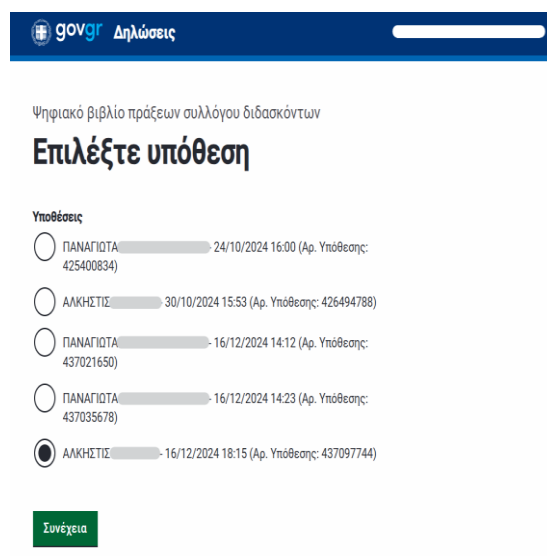 govgr Δηλώσεις
Ψηφιακό βιβλίο πράξεων συλλόγου διδασκόντων
Επιλέξτε υπόθεση
Υποθέσεις
ΠΑΝΑΓΙΩΤΑ - 24/10/2024 16:00 (Αρ. Υπόθεσης:
425400834)
ΑΛΚΗΣΤΙΣ - 30/10/2024 15:53 (Αρ. Υπόθεσης: 426494788)
ΠΑΝΑΓΙΩΤΑ - 16/12/2024 14:12 (Αρ. Υπόθεσης:
437021650)
ΠΑΝΑΓΙΩΤΑ - 16/12/2024 14:23 (Αρ. Υπόθεσης:
437035678)
ΑΛΚΗΣΤΙΣ - 16/12/2024 18:15 (Αρ. Υπόθεσης: 437097744)
Συνέχεια